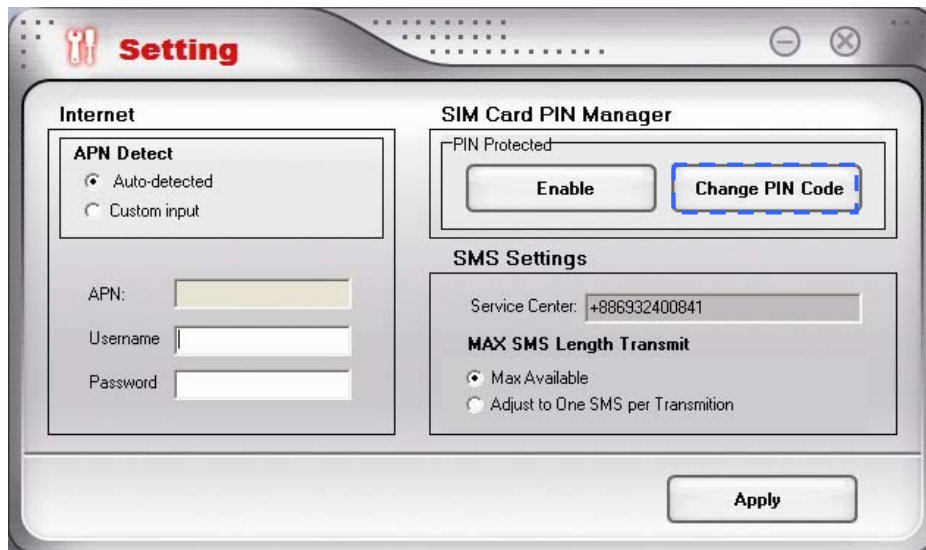 Setting
Internet
APN Detect
Auto-detected
Custom input
APN:
Username
Password
SIM Card PIN Manager
PIN Protected
Enable
Change PIN Code
SMS Settings
Service Center: +886932400841
MAX SMS Length Transmit
Max Available
Adjust to One SMS per Transmition
Apply